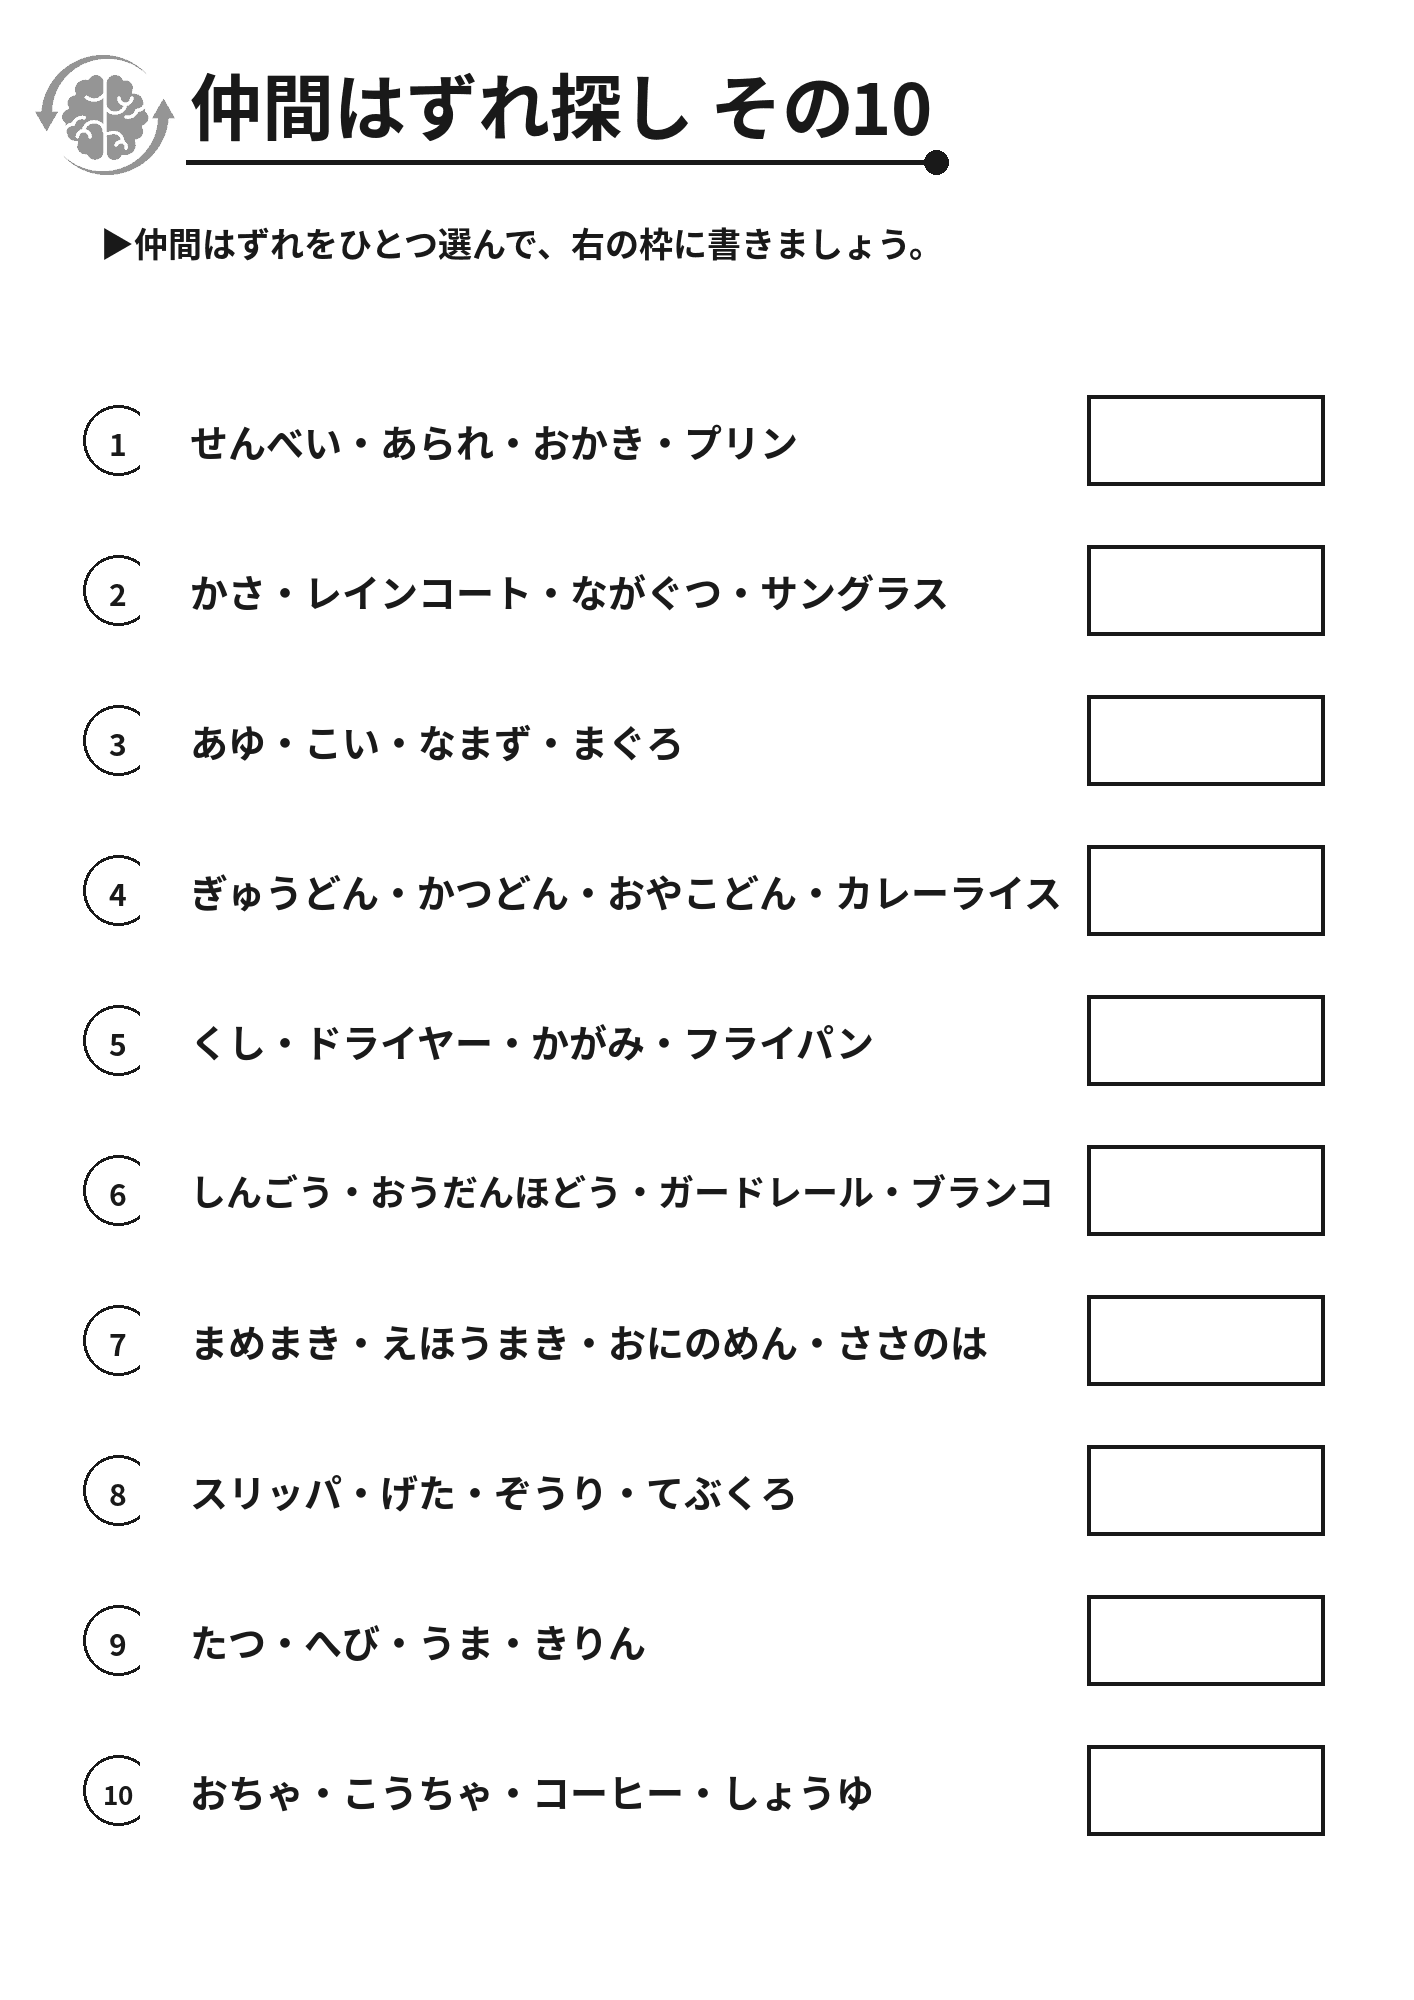 仲間はずれ探し その10
▶仲間はずれをひとつ選んで、右の枠に書きましょう。
1 せんべい・あられ・おかき・プリン
2 かさ・レインコート・ながぐつ・サングラス
3 あゆ・こい・なまず・まぐろ
4 ぎゅうどん・かつどん・おやこどん・カレーライス
5 くし・ドライヤー・かがみ・フライパン
6 しんごう・おうだんほどう・ガードレール・ブランコ
7 まめまき・えほうまき・おにのめん・ささのは
8 スリッパ・げた・ぞうり・てぶくろ
9 たつ・へび・うま・きりん
10 おちゃ・こうちゃ・コーヒー・しょうゆ